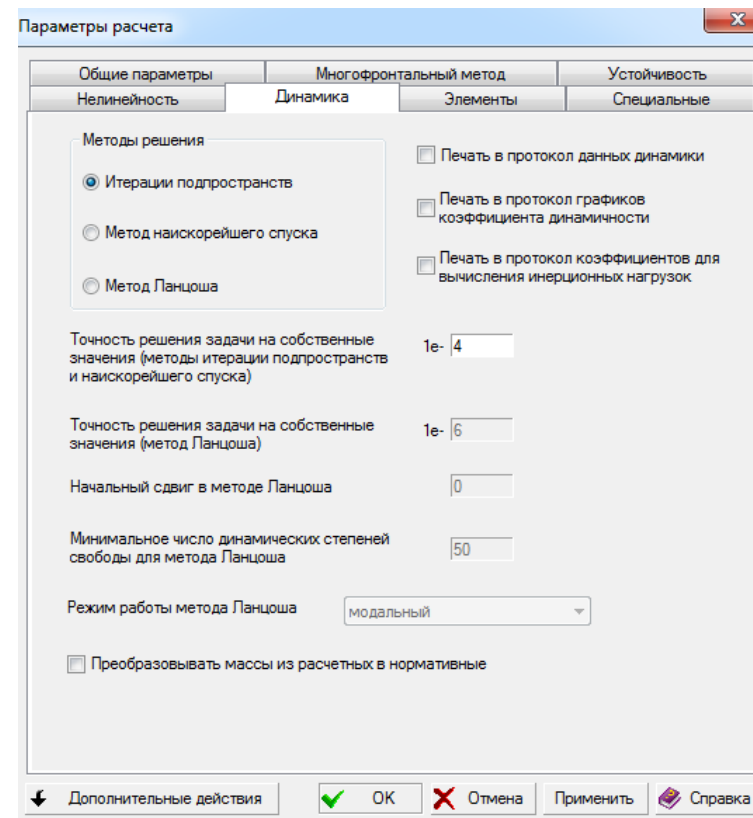 Параметры расчета
Общие параметры
Многофронтальный метод
Устойчивость
Нелинейность
Динамика
Элементы
Специальные
Методы решения
Итерации подпространств
Метод наискорейшего спуска
Метод Ланцоша
Печать в протокол данных динамики
Печать в протокол графиков
коэффициента динамичности
Печать в протокол коэффициентов для
вычисления инерционных нагрузок
Точность решения задачи на собственные
значения (методы итерации подпространств
и наискорейшего спуска)
1e- 4
Точность решения задачи на собственные
значения (метод Ланцоша)
1e- 6
Начальный сдвиг в методе Ланцоша
0
Минимальное число динамических степеней
свободы для метода Ланцоша
50
Режим работы метода Ланцоша
модальный
Преобразовывать массы из расчетных в нормативные
Дополнительные действия
OK
Отмена
Применить
Справка